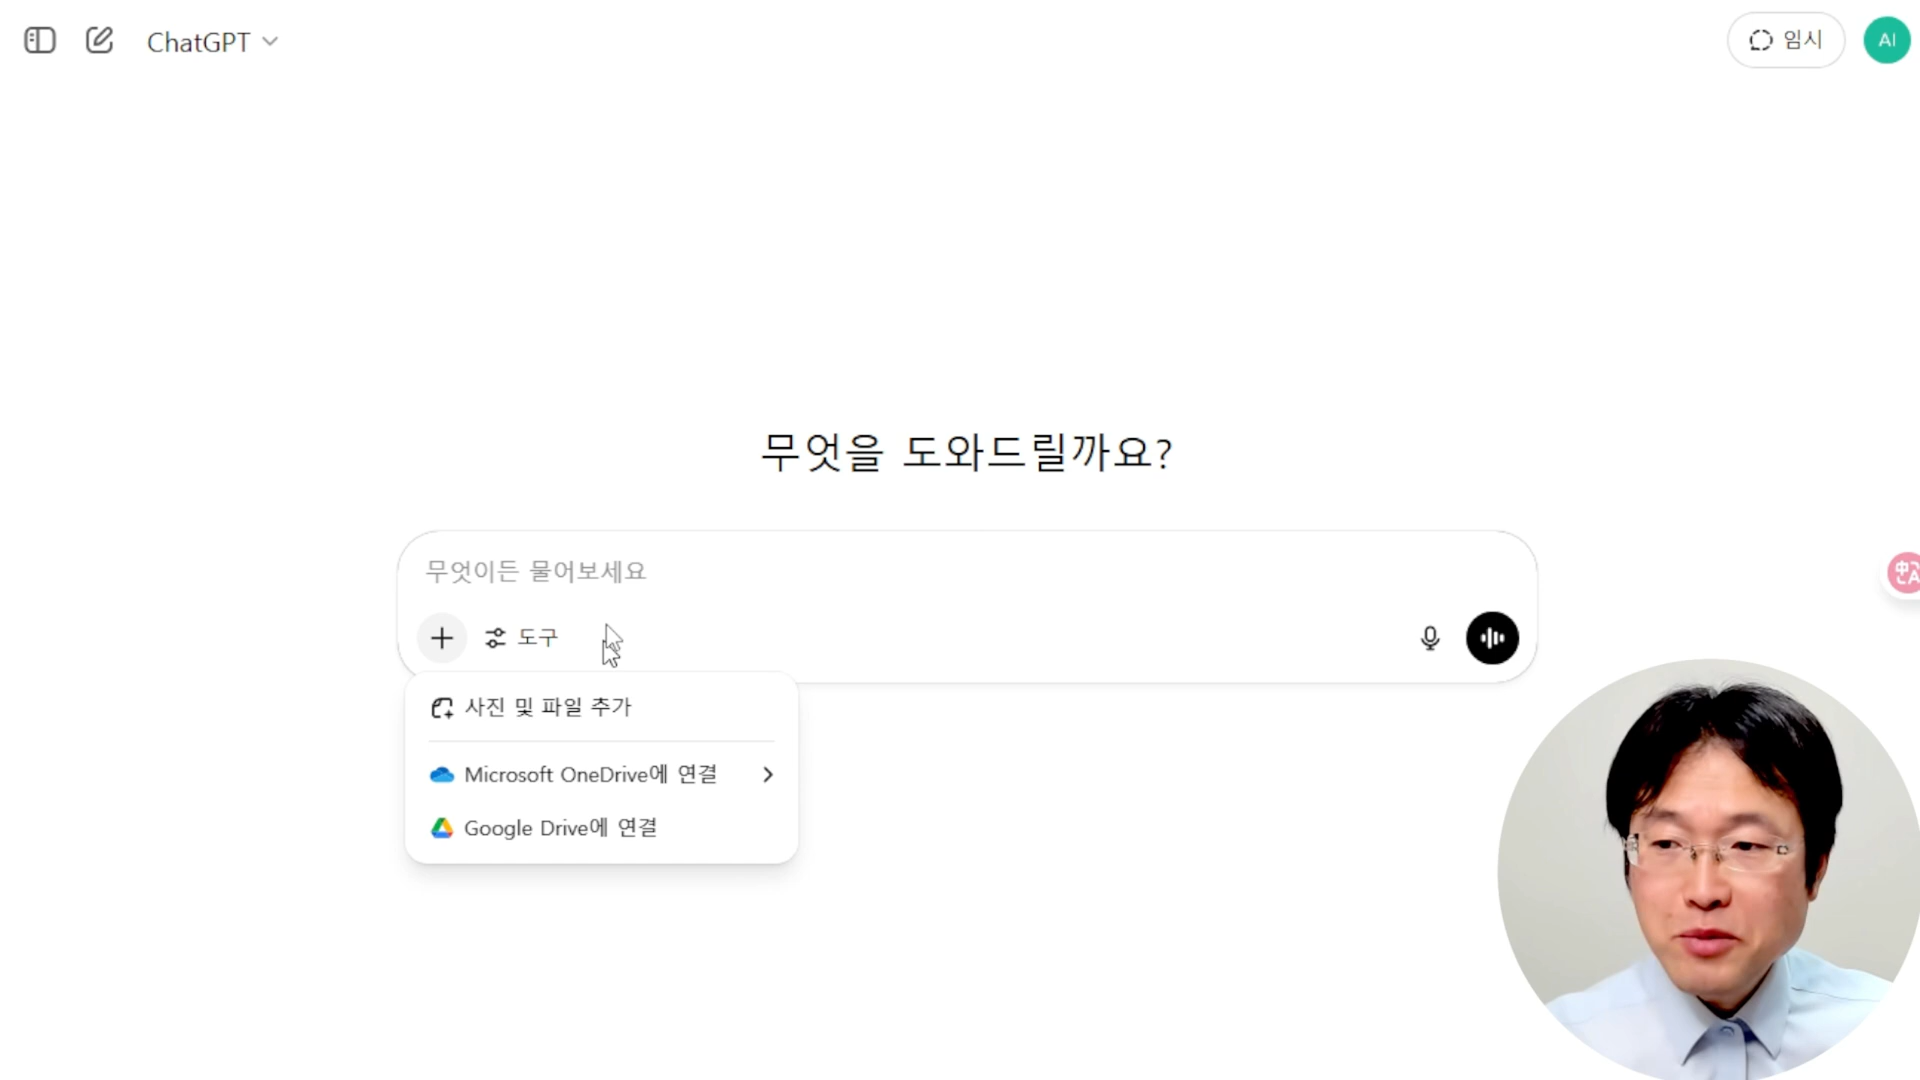 ChatGPT
임시
AI
무엇을 도와드릴까요?
무엇이든 물어보세요
도구
사진 및 파일 추가
Microsoft OneDrive에 연결
Google Drive에 연결
中A